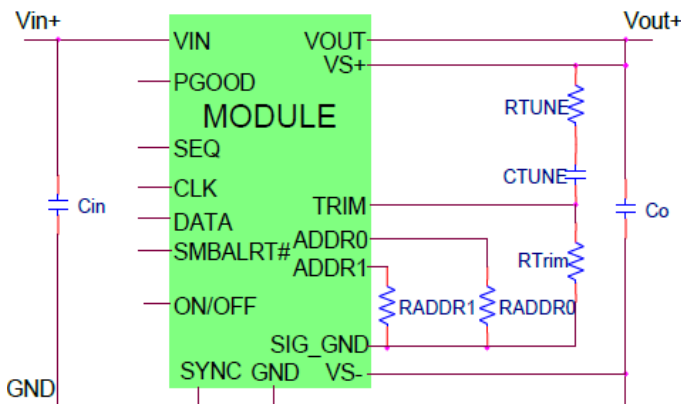 Vin+
Vout+
VIN
VOUT
VS+
PGOOD
RTUNE
MODULE
SEQ
CTUNE
CLK
Cin
TRIM
Co
DATA
ADDR0
SMBALRT#
ADDR1
RTrim
ON/OFF
RADDR1
RADDR0
SIG_GND
SYNC
GND
VS-
GND